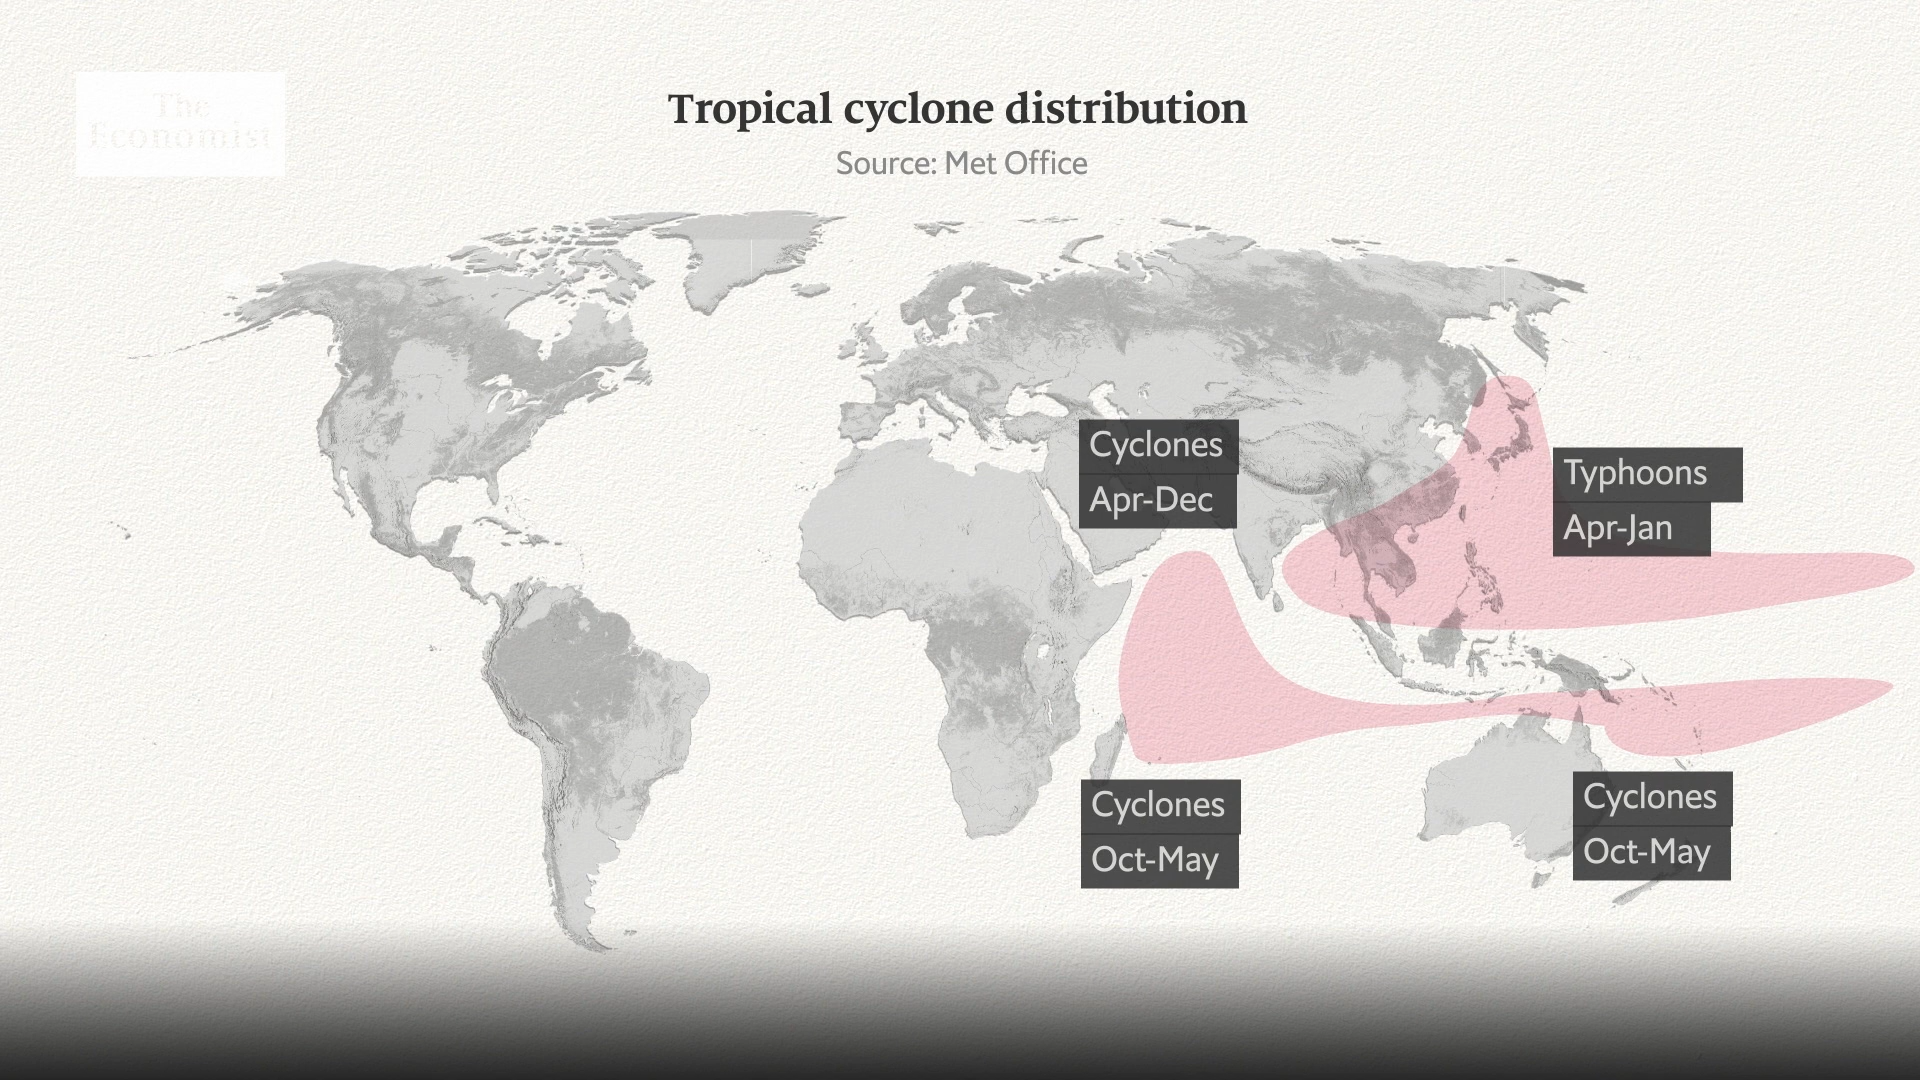 The
Economist
Tropical cyclone distribution
Source: Met Office
Cyclones
Apr-Dec
Typhoons
Apr-Jan
Cyclones
Oct-May
Cyclones
Oct-May